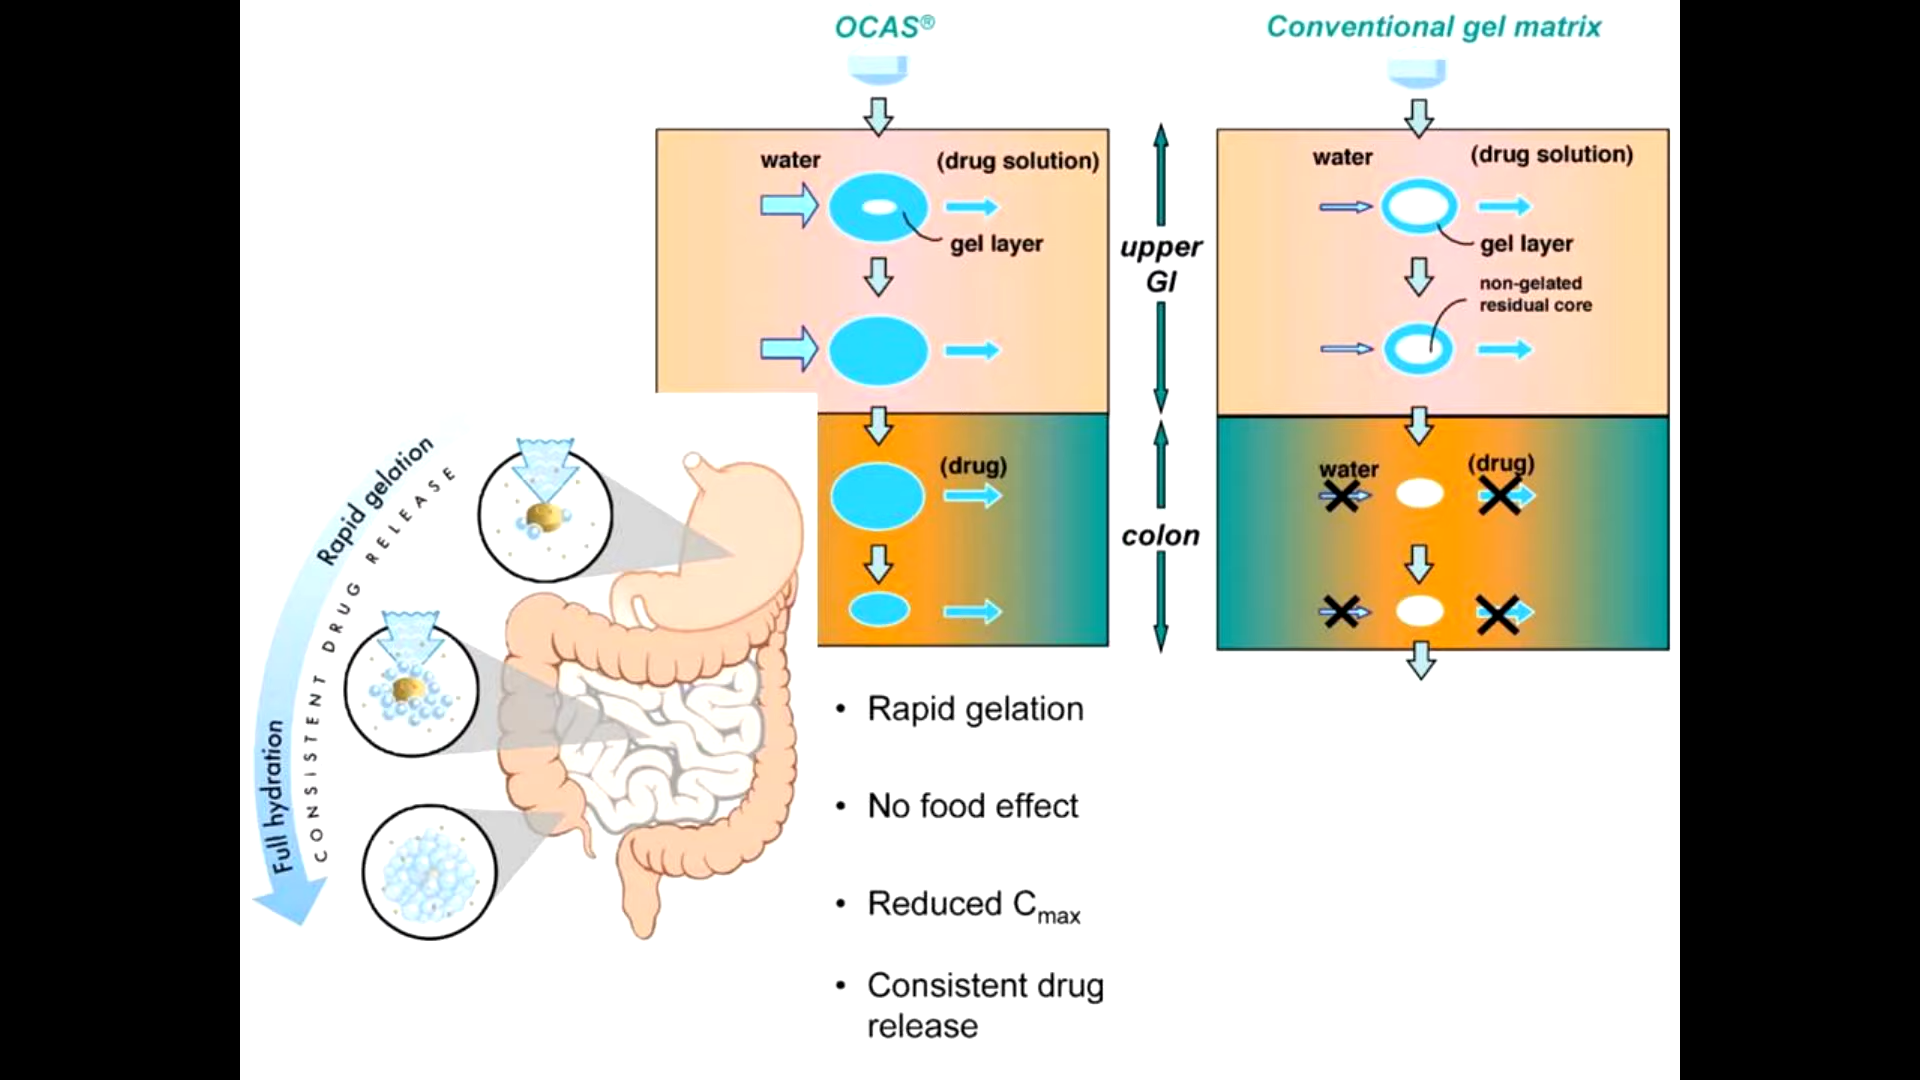 OCAS®
Conventional gel matrix
water
(drug solution)
gel layer
upper
GI
water
(drug solution)
gel layer
non-gelated
residual core
(drug)
colon
water
(drug)
Rapid gelation
Full hydration
CONSISTENT DRUG RELEASE
• Rapid gelation
• No food effect
• Reduced Cmax
• Consistent drug
release